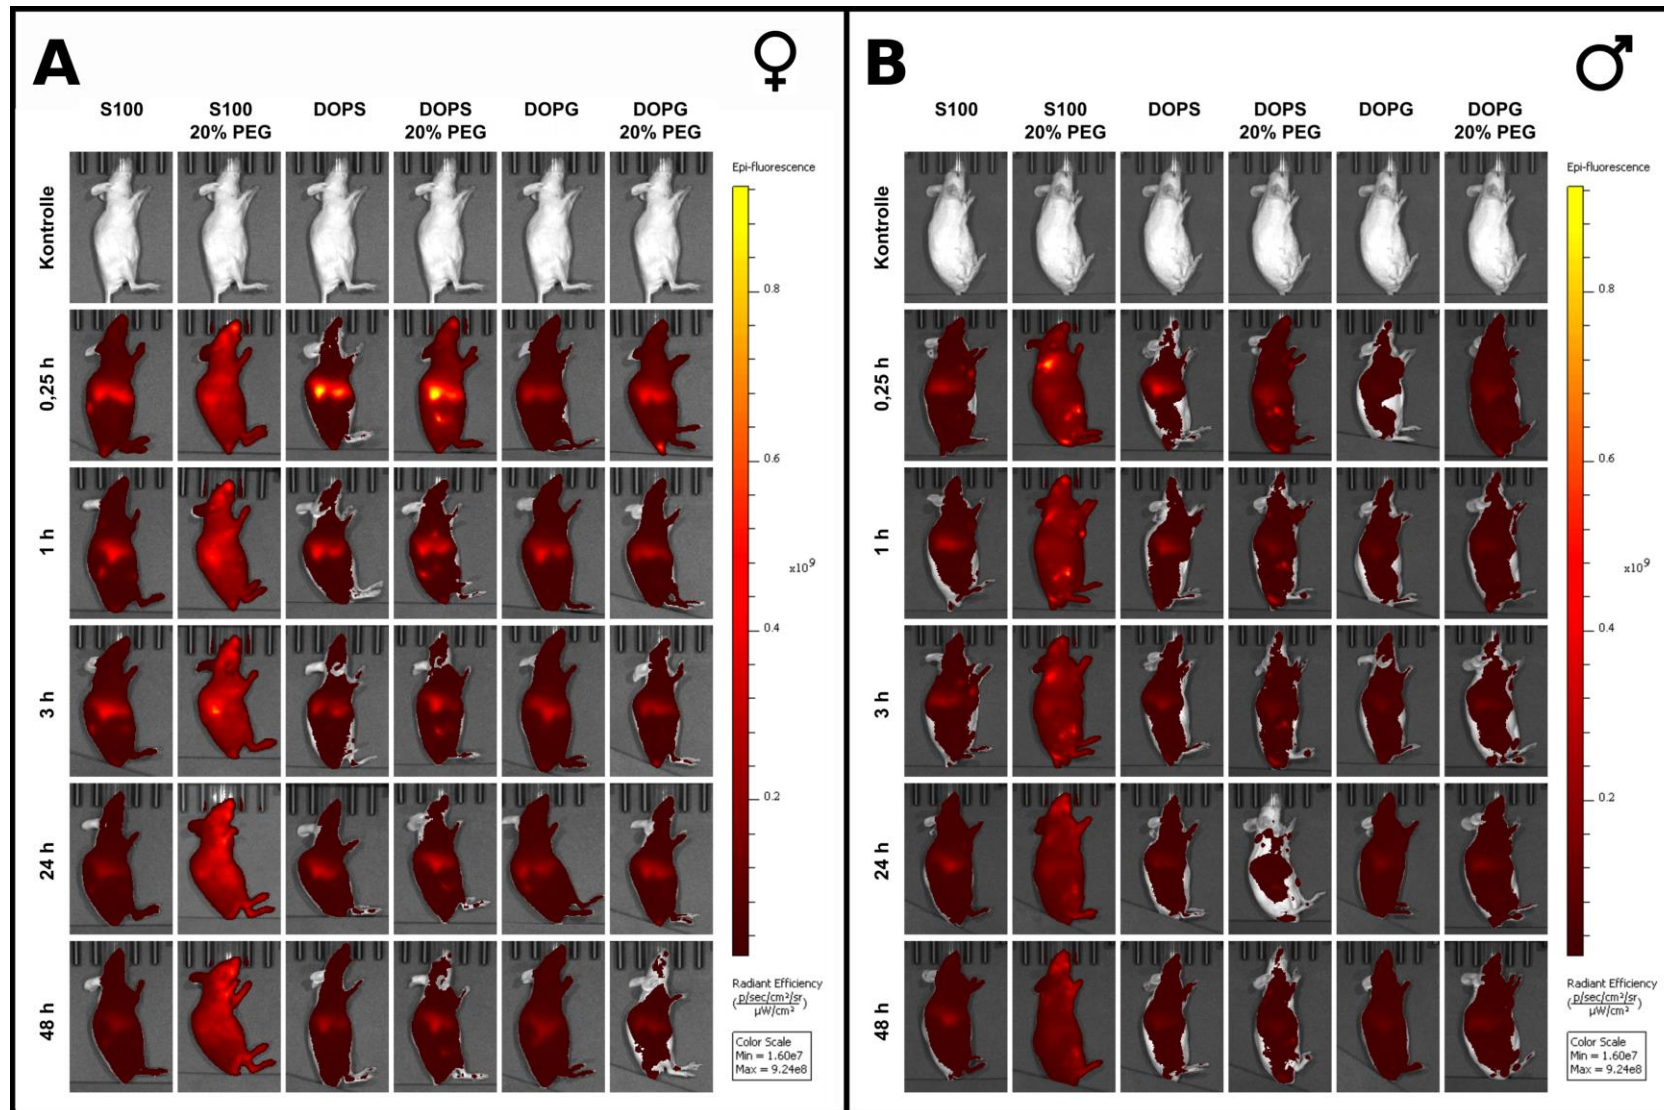 A ♀
S100 S100 DOPS DOPS DOPG DOPG
20% PEG 20% PEG 20% PEG
Kontrolle
0,25 h
1 h
3 h
24 h
48 h
Epi-fluorescence
0.8
0.6
x10⁹
0.4
0.2
Radiant Efficiency
(p/sec/cm²/sr / µW/cm²)
Color Scale
Min = 1.60e7
Max = 9.24e8
B ♂
S100 S100 DOPS DOPS DOPG DOPG
20% PEG 20% PEG 20% PEG
Kontrolle
0,25 h
1 h
3 h
24 h
48 h
Epi-fluorescence
0.8
0.6
x10⁹
0.4
0.2
Radiant Efficiency
(p/sec/cm²/sr / µW/cm²)
Color Scale
Min = 1.60e7
Max = 9.24e8